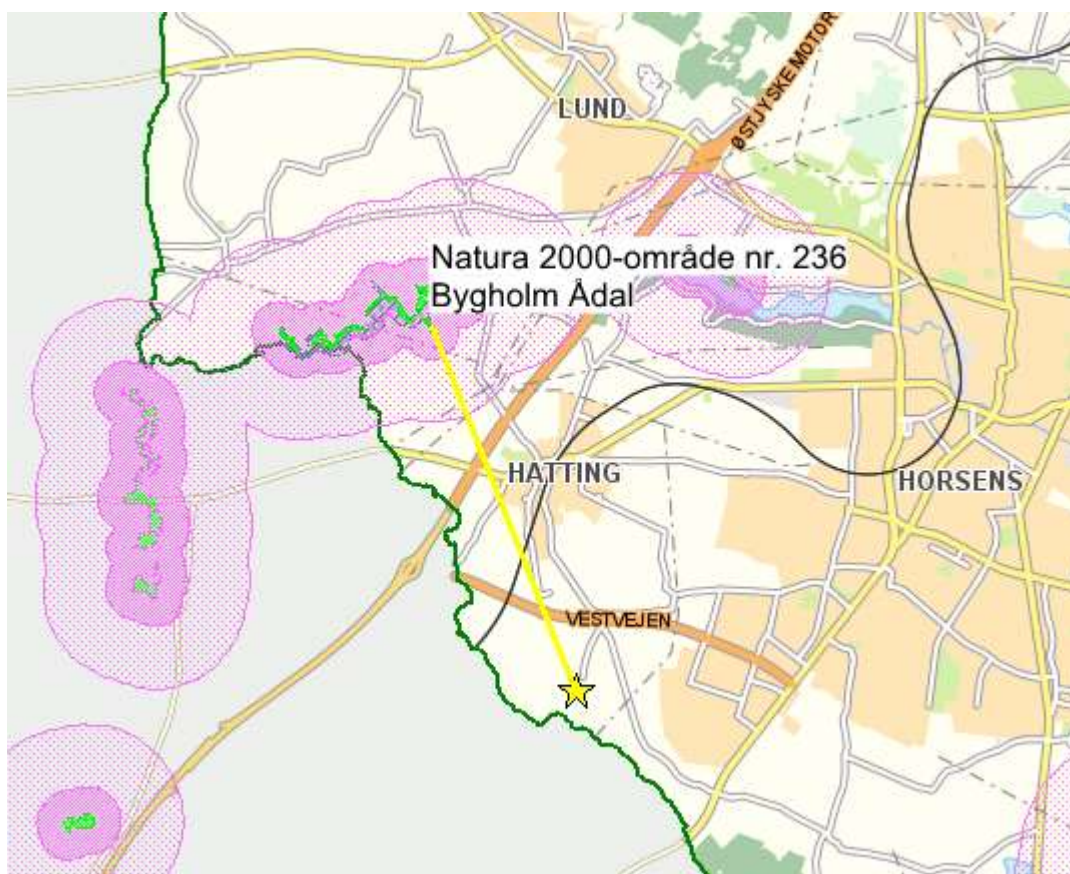 LUND
ØSTJYSKE MOTOR
Natura 2000-område nr. 236
Bygholm Ådal
HATTING
HORSENS
VESTVEJEN